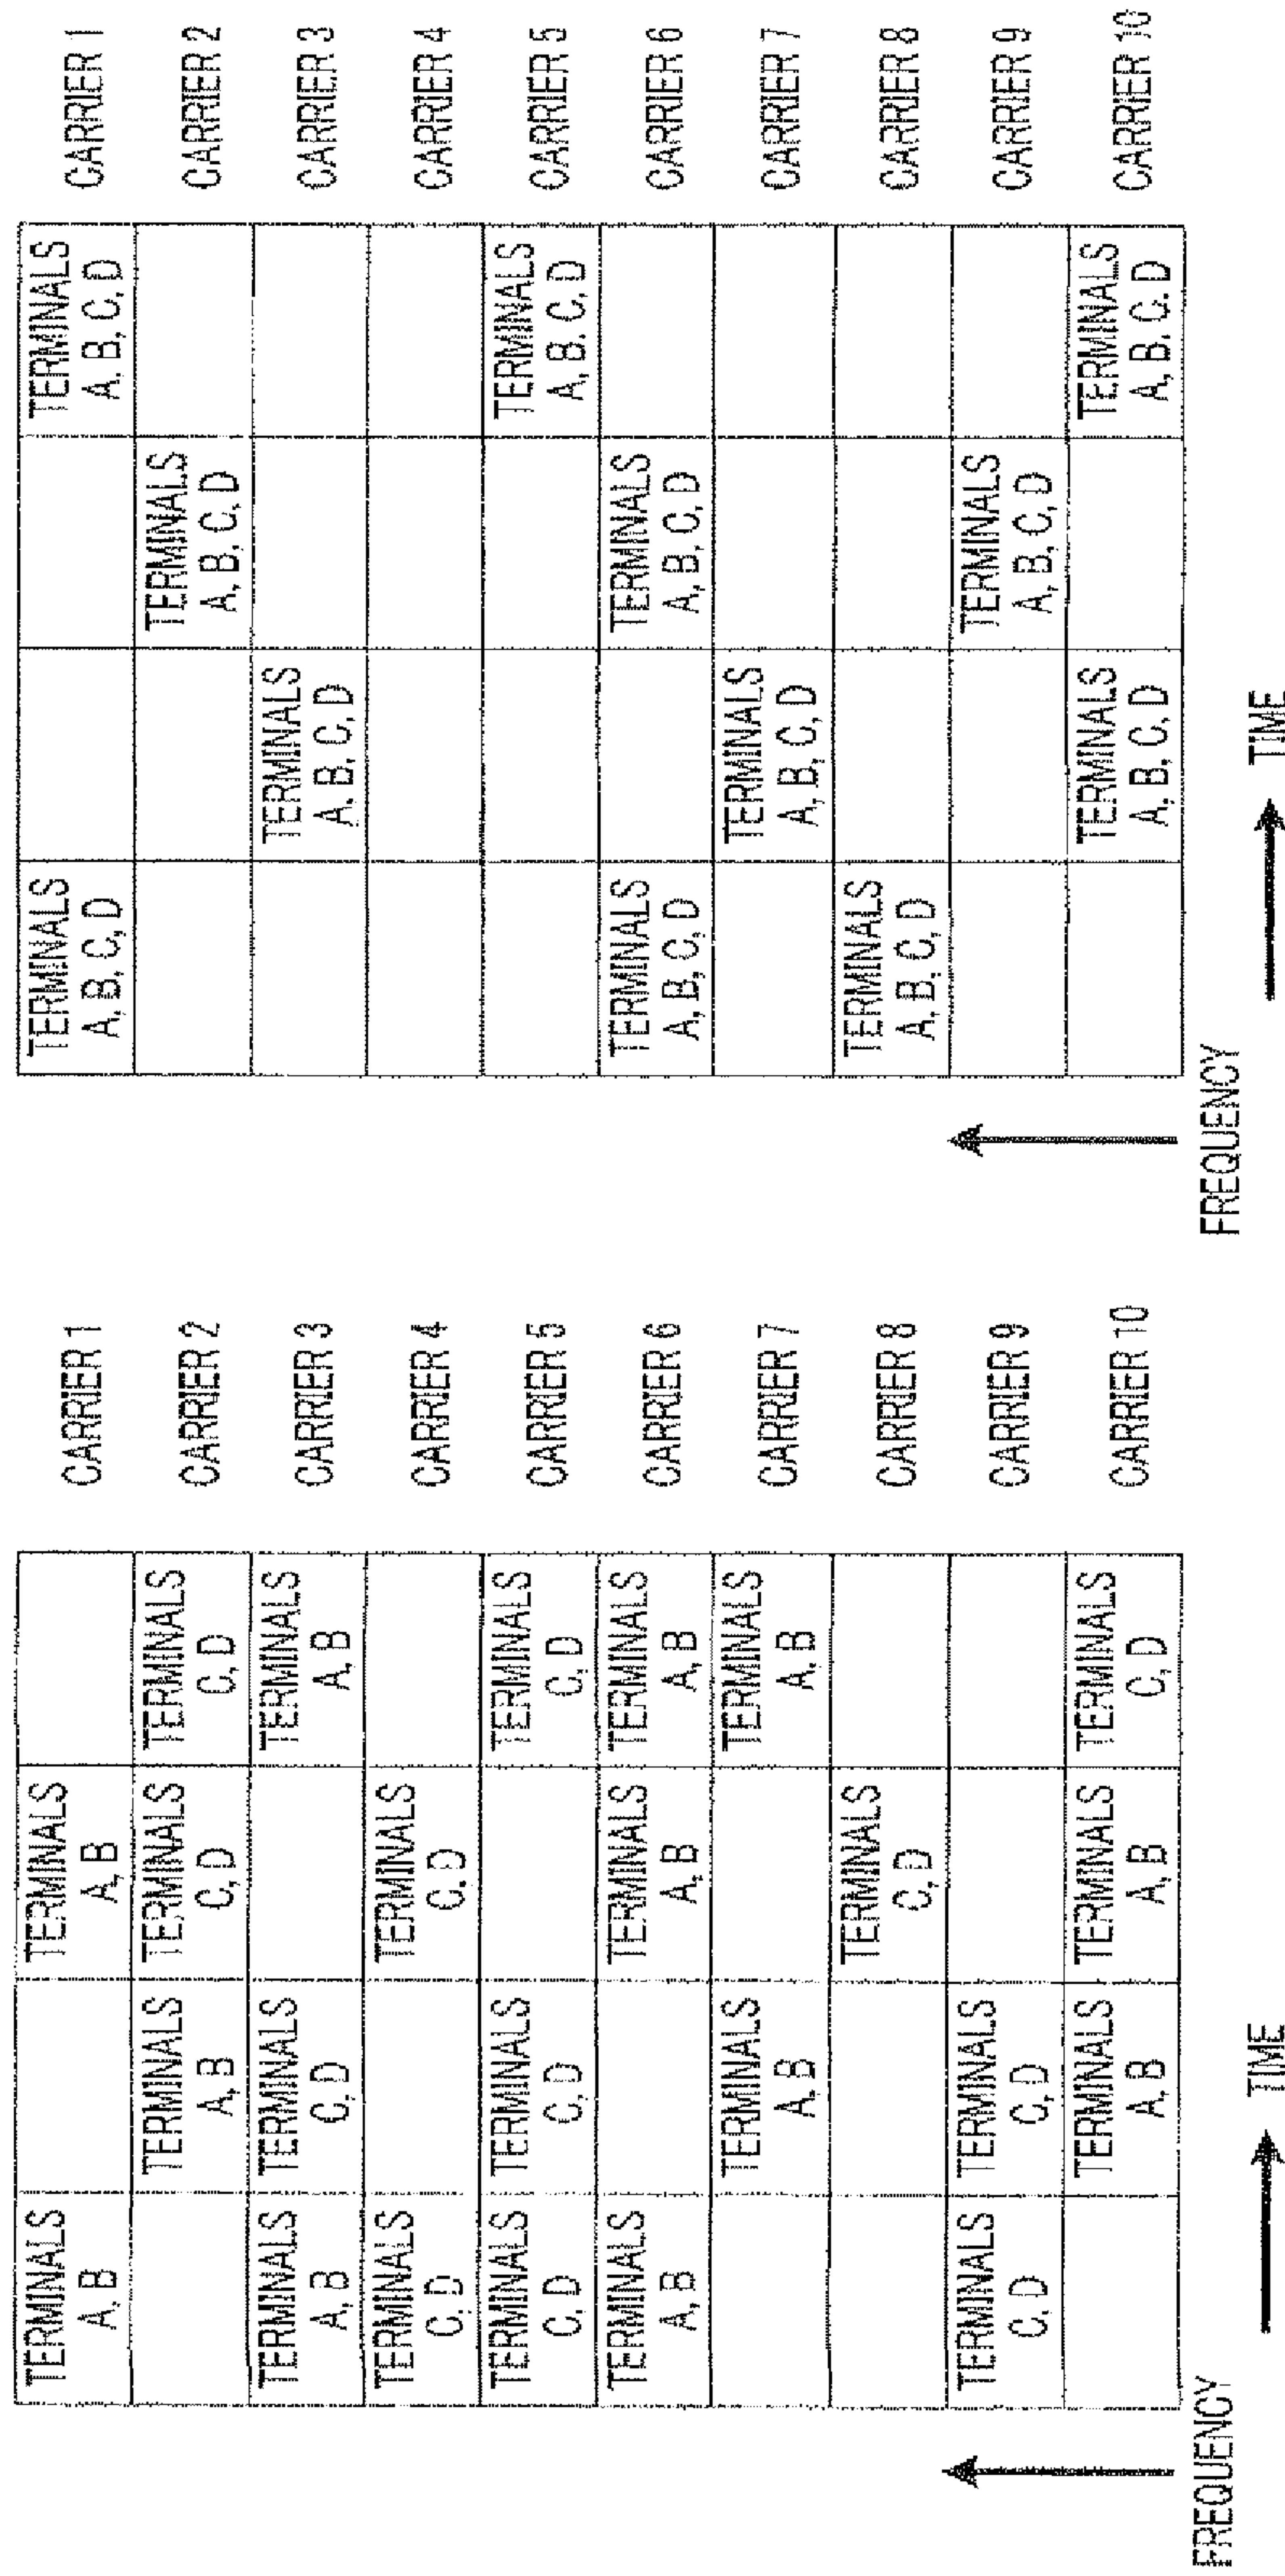 TERMINALS
A, B
TERMINALS
A, B
CARRIER 1
TERMINALS
A, B
TERMINALS
C, D
TERMINALS
C, D
CARRIER 2
TERMINALS
A, B
TERMINALS
C, D
TERMINALS
A, B
CARRIER 3
TERMINALS
C, D
TERMINALS
C, D
CARRIER 4
TERMINALS
C, D
TERMINALS
C, D
TERMINALS
C, D
CARRIER 5
TERMINALS
A, B
TERMINALS
A, B
TERMINALS
A, B
CARRIER 6
TERMINALS
A, B
TERMINALS
A, B
CARRIER 7
TERMINALS
C, D
CARRIER 8
TERMINALS
C, D
TERMINALS
C, D
CARRIER 9
TERMINALS
A, B
TERMINALS
A, B
TERMINALS
C, D
CARRIER 10
FREQUENCY
TIME
TERMINALS
A, B, C, D
TERMINALS
A, B, C, D
CARRIER 1
TERMINALS
A, B, C, D
CARRIER 2
TERMINALS
A, B, C, D
CARRIER 3
CARRIER 4
TERMINALS
A, B, C, D
CARRIER 5
TERMINALS
A, B, C, D
TERMINALS
A, B, C, D
CARRIER 6
TERMINALS
A, B, C, D
CARRIER 7
TERMINALS
A, B, C, D
CARRIER 8
TERMINALS
A, B, C, D
CARRIER 9
TERMINALS
A, B, C, D
TERMINALS
A, B, C, D
CARRIER 10
FREQUENCY
TIME